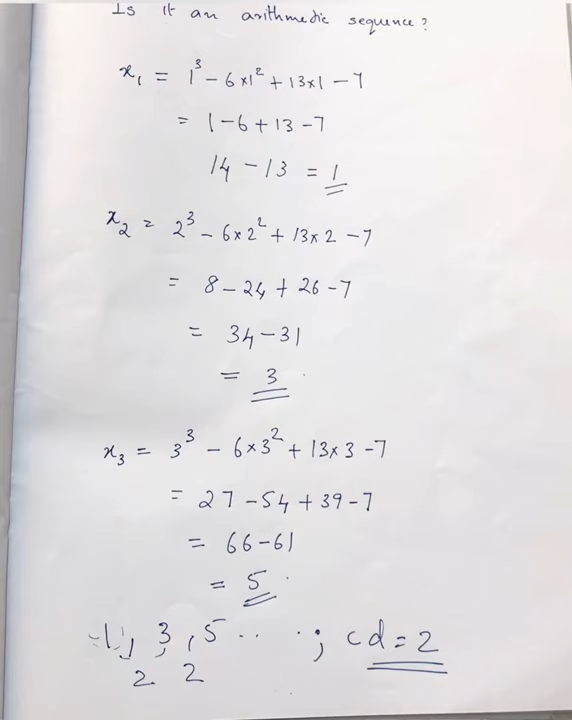 Is it an arithmedic sequence?
x₁ = 1³ - 6×1² + 13×1 - 7
= 1 - 6 + 13 - 7
14 - 13 = 1
x₂ = 2³ - 6×2² + 13×2 - 7
= 8 - 24 + 26 - 7
= 34 - 31
= 3
x₃ = 3³ - 6×3² + 13×3 - 7
= 27 - 54 + 39 - 7
= 66 - 61
= 5
1, 3, 5 .. . ; cd = 2
2 2